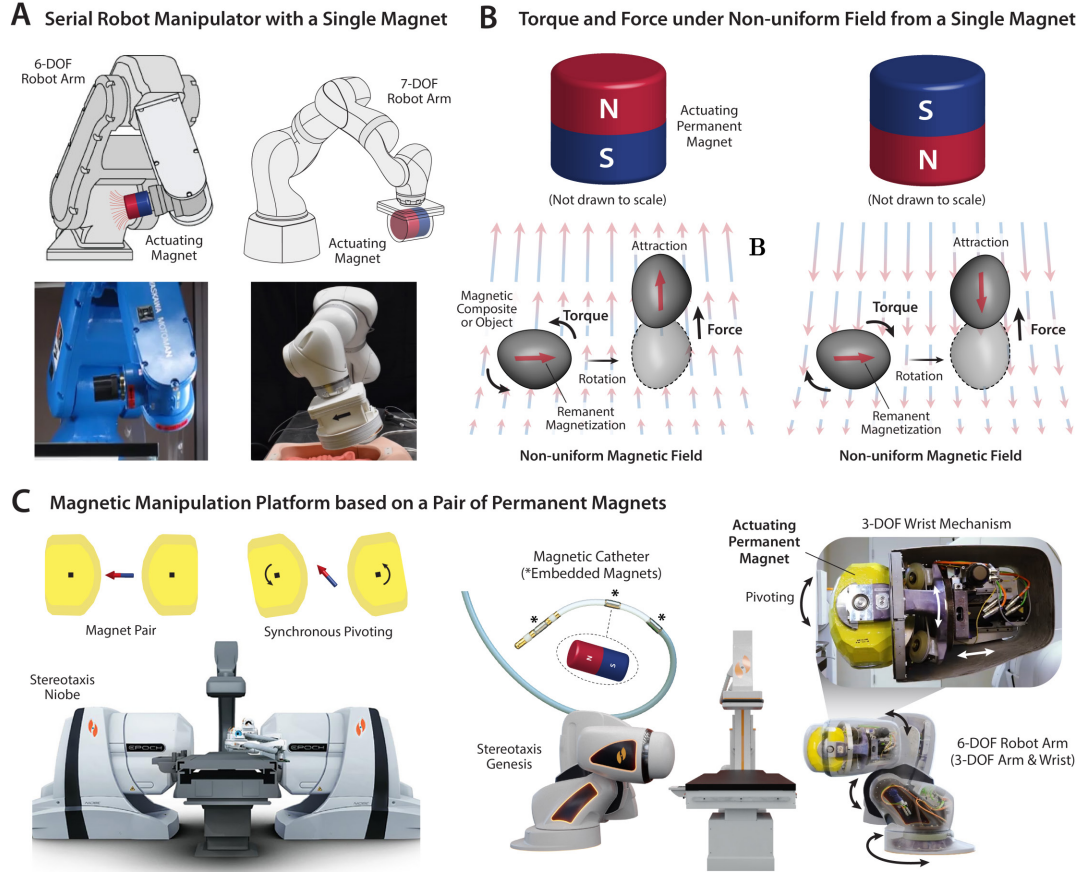 A Serial Robot Manipulator with a Single Magnet
6-DOF
Robot Arm
7-DOF
Robot Arm
Actuating
Magnet
Actuating
Magnet
YASKAWA MOTOMAN
B Torque and Force under Non-uniform Field from a Single Magnet
N
S
Actuating
Permanent
Magnet
S
N
(Not drawn to scale)
(Not drawn to scale)
Attraction
B
Magnetic
Composite
or Object
Torque
Force
Rotation
Remanent
Magnetization
Non-uniform Magnetic Field
Attraction
Torque
Force
Rotation
Remanent
Magnetization
Non-uniform Magnetic Field
C Magnetic Manipulation Platform based on a Pair of Permanent Magnets
Magnet Pair
Synchronous Pivoting
Stereotaxis
Niobe
EPOCH
EPOCH
Magnetic Catheter
(*Embedded Magnets)
*
*
*
N
S
Stereotaxis
Genesis
Actuating
Permanent
Magnet
3-DOF Wrist Mechanism
Pivoting
6-DOF Robot Arm
(3-DOF Arm & Wrist)